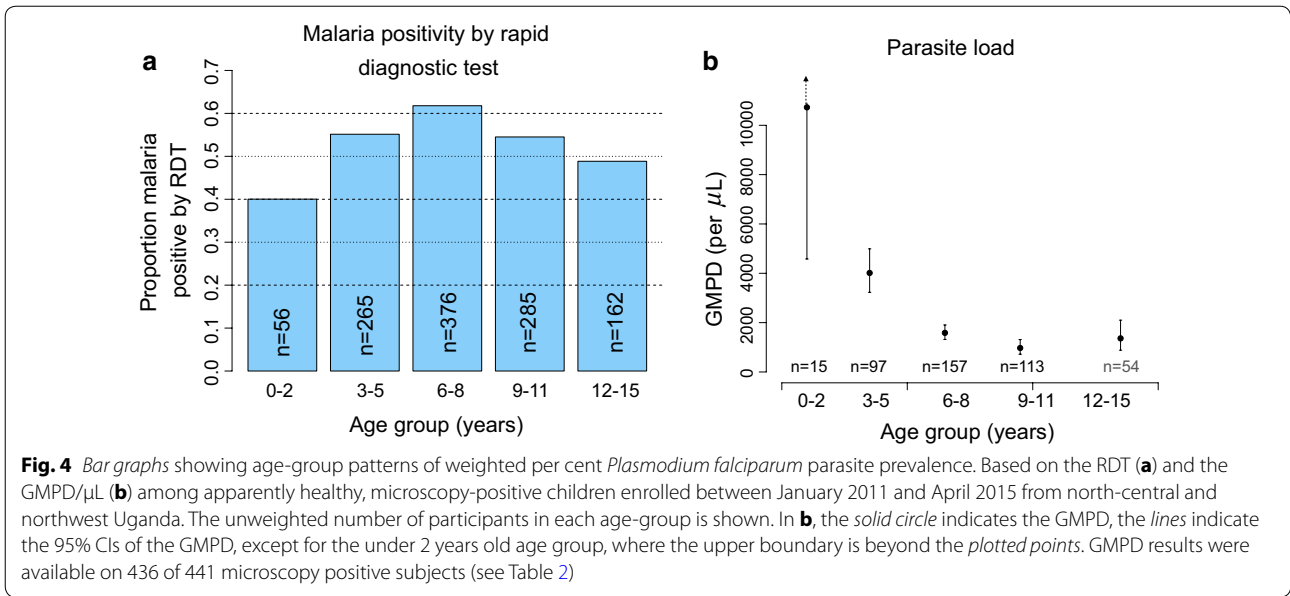 Malaria positivity by rapid
diagnostic test
a
Proportion malaria
positive by RDT
0.7
0.6
0.5
0.4
0.3
0.2
0.1
0.0
n=56
n=265
n=376
n=285
n=162
0-2
3-5
6-8
9-11
12-15
Age group (years)
Parasite load
b
GMPD (per μL)
10000
8000
6000
4000
2000
0
n=15
n=97
n=157
n=113
n=54
0-2
3-5
6-8
9-11
12-15
Age group (years)
Fig. 4 Bar graphs showing age-group patterns of weighted per cent Plasmodium falciparum parasite prevalence. Based on the RDT (a) and the
GMPD/μL (b) among apparently healthy, microscopy-positive children enrolled between January 2011 and April 2015 from north-central and
northwest Uganda. The unweighted number of participants in each age-group is shown. In b, the solid circle indicates the GMPD, the lines indicate
the 95% CIs of the GMPD, except for the under 2 years old age group, where the upper boundary is beyond the plotted points. GMPD results were
available on 436 of 441 microscopy positive subjects (see Table 2)